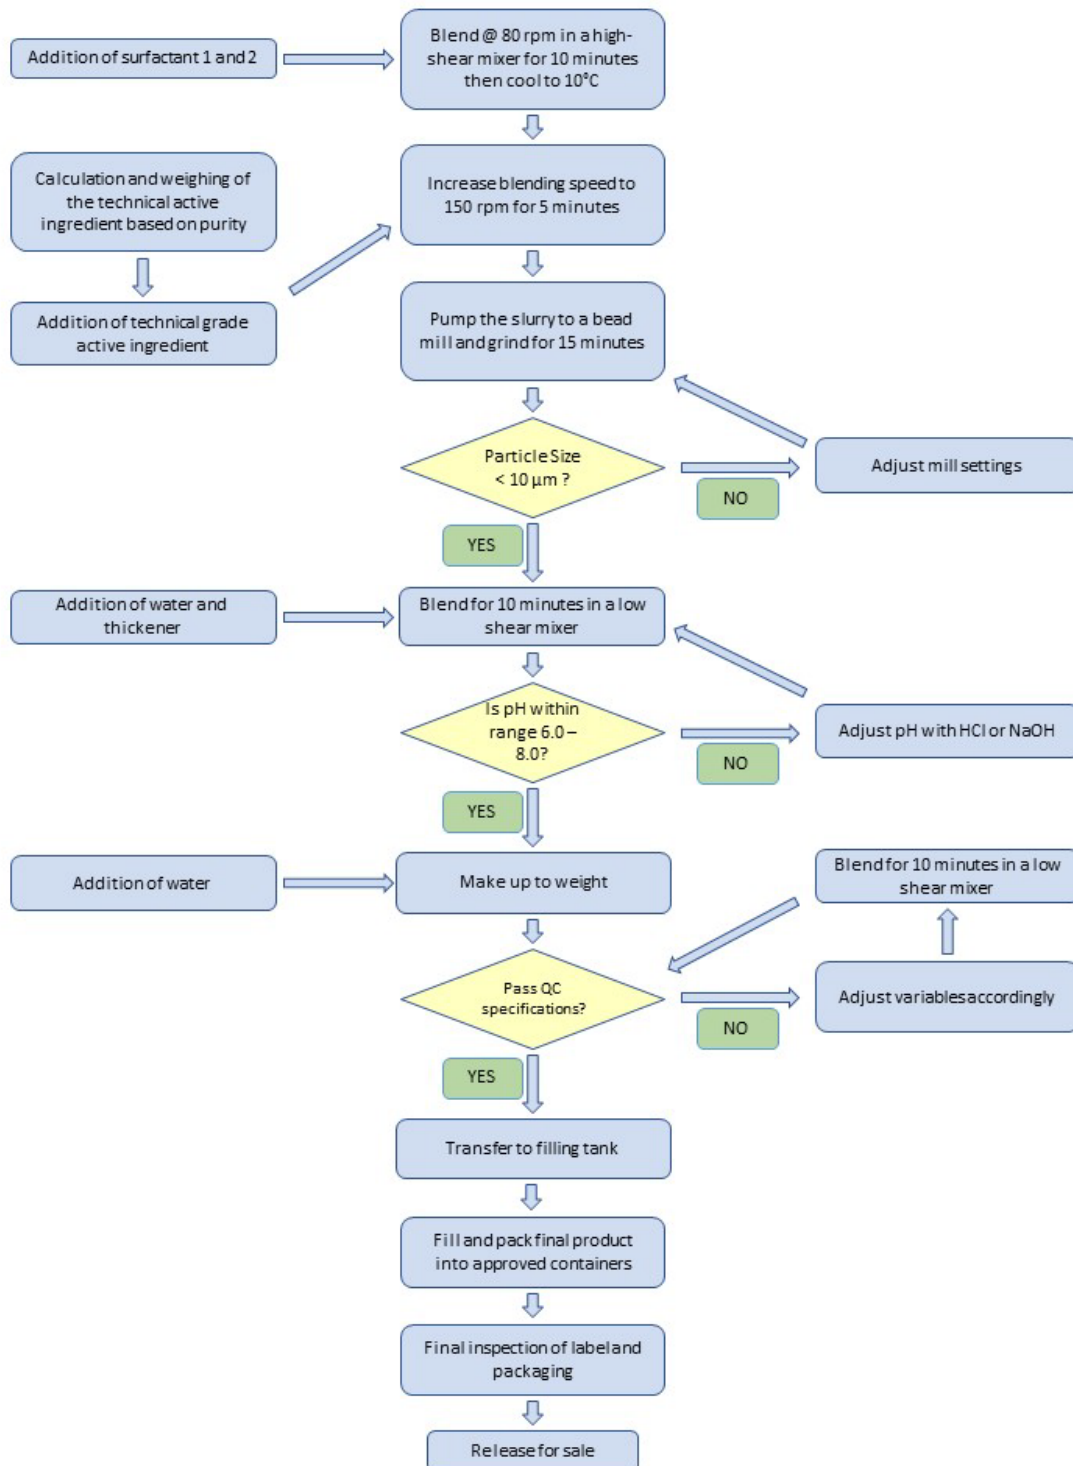 Addition of surfactant 1 and 2
Blend @ 80 rpm in a high-
shear mixer for 10 minutes
then cool to 10°C
Calculation and weighing of
the technical active
ingredient based on purity
Increase blending speed to
150 rpm for 5 minutes
Addition of technical grade
active ingredient
Pump the slurry to a bead
mill and grind for 15 minutes
Particle Size
< 10 µm ?
Adjust mill settings
NO
YES
Addition of water and
thickener
Blend for 10 minutes in a low
shear mixer
Is pH within
range 6.0 –
8.0?
Adjust pH with HCl or NaOH
NO
YES
Addition of water
Make up to weight
Blend for 10 minutes in a low
shear mixer
Pass QC
specifications?
Adjust variables accordingly
NO
YES
Transfer to filling tank
Fill and pack final product
into approved containers
Final inspection of label and
packaging
Release for sale